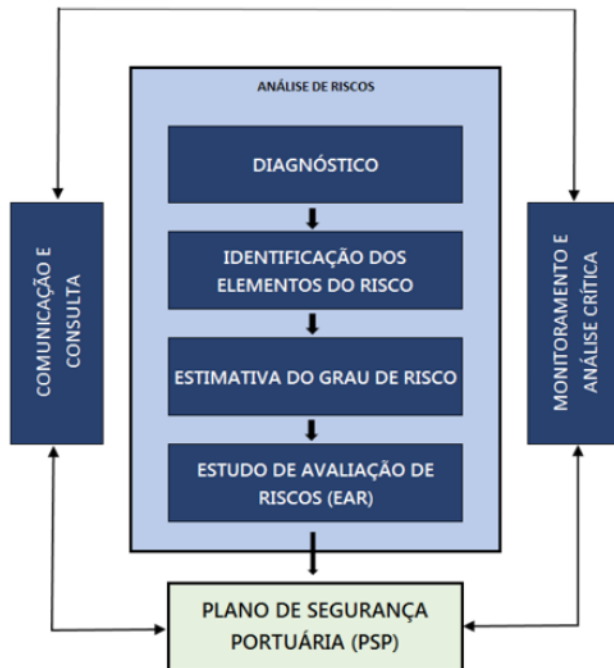 ANÁLISE DE RISCOS
DIAGNÓSTICO
IDENTIFICAÇÃO DOS
ELEMENTOS DO RISCO
ESTIMATIVA DO GRAU DE RISCO
ESTUDO DE AVALIAÇÃO DE
RISCOS (EAR)
COMUNICAÇÃO E
CONSULTA
MONITORAMENTO E
ANÁLISE CRÍTICA
PLANO DE SEGURANÇA
PORTUÁRIA (PSP)